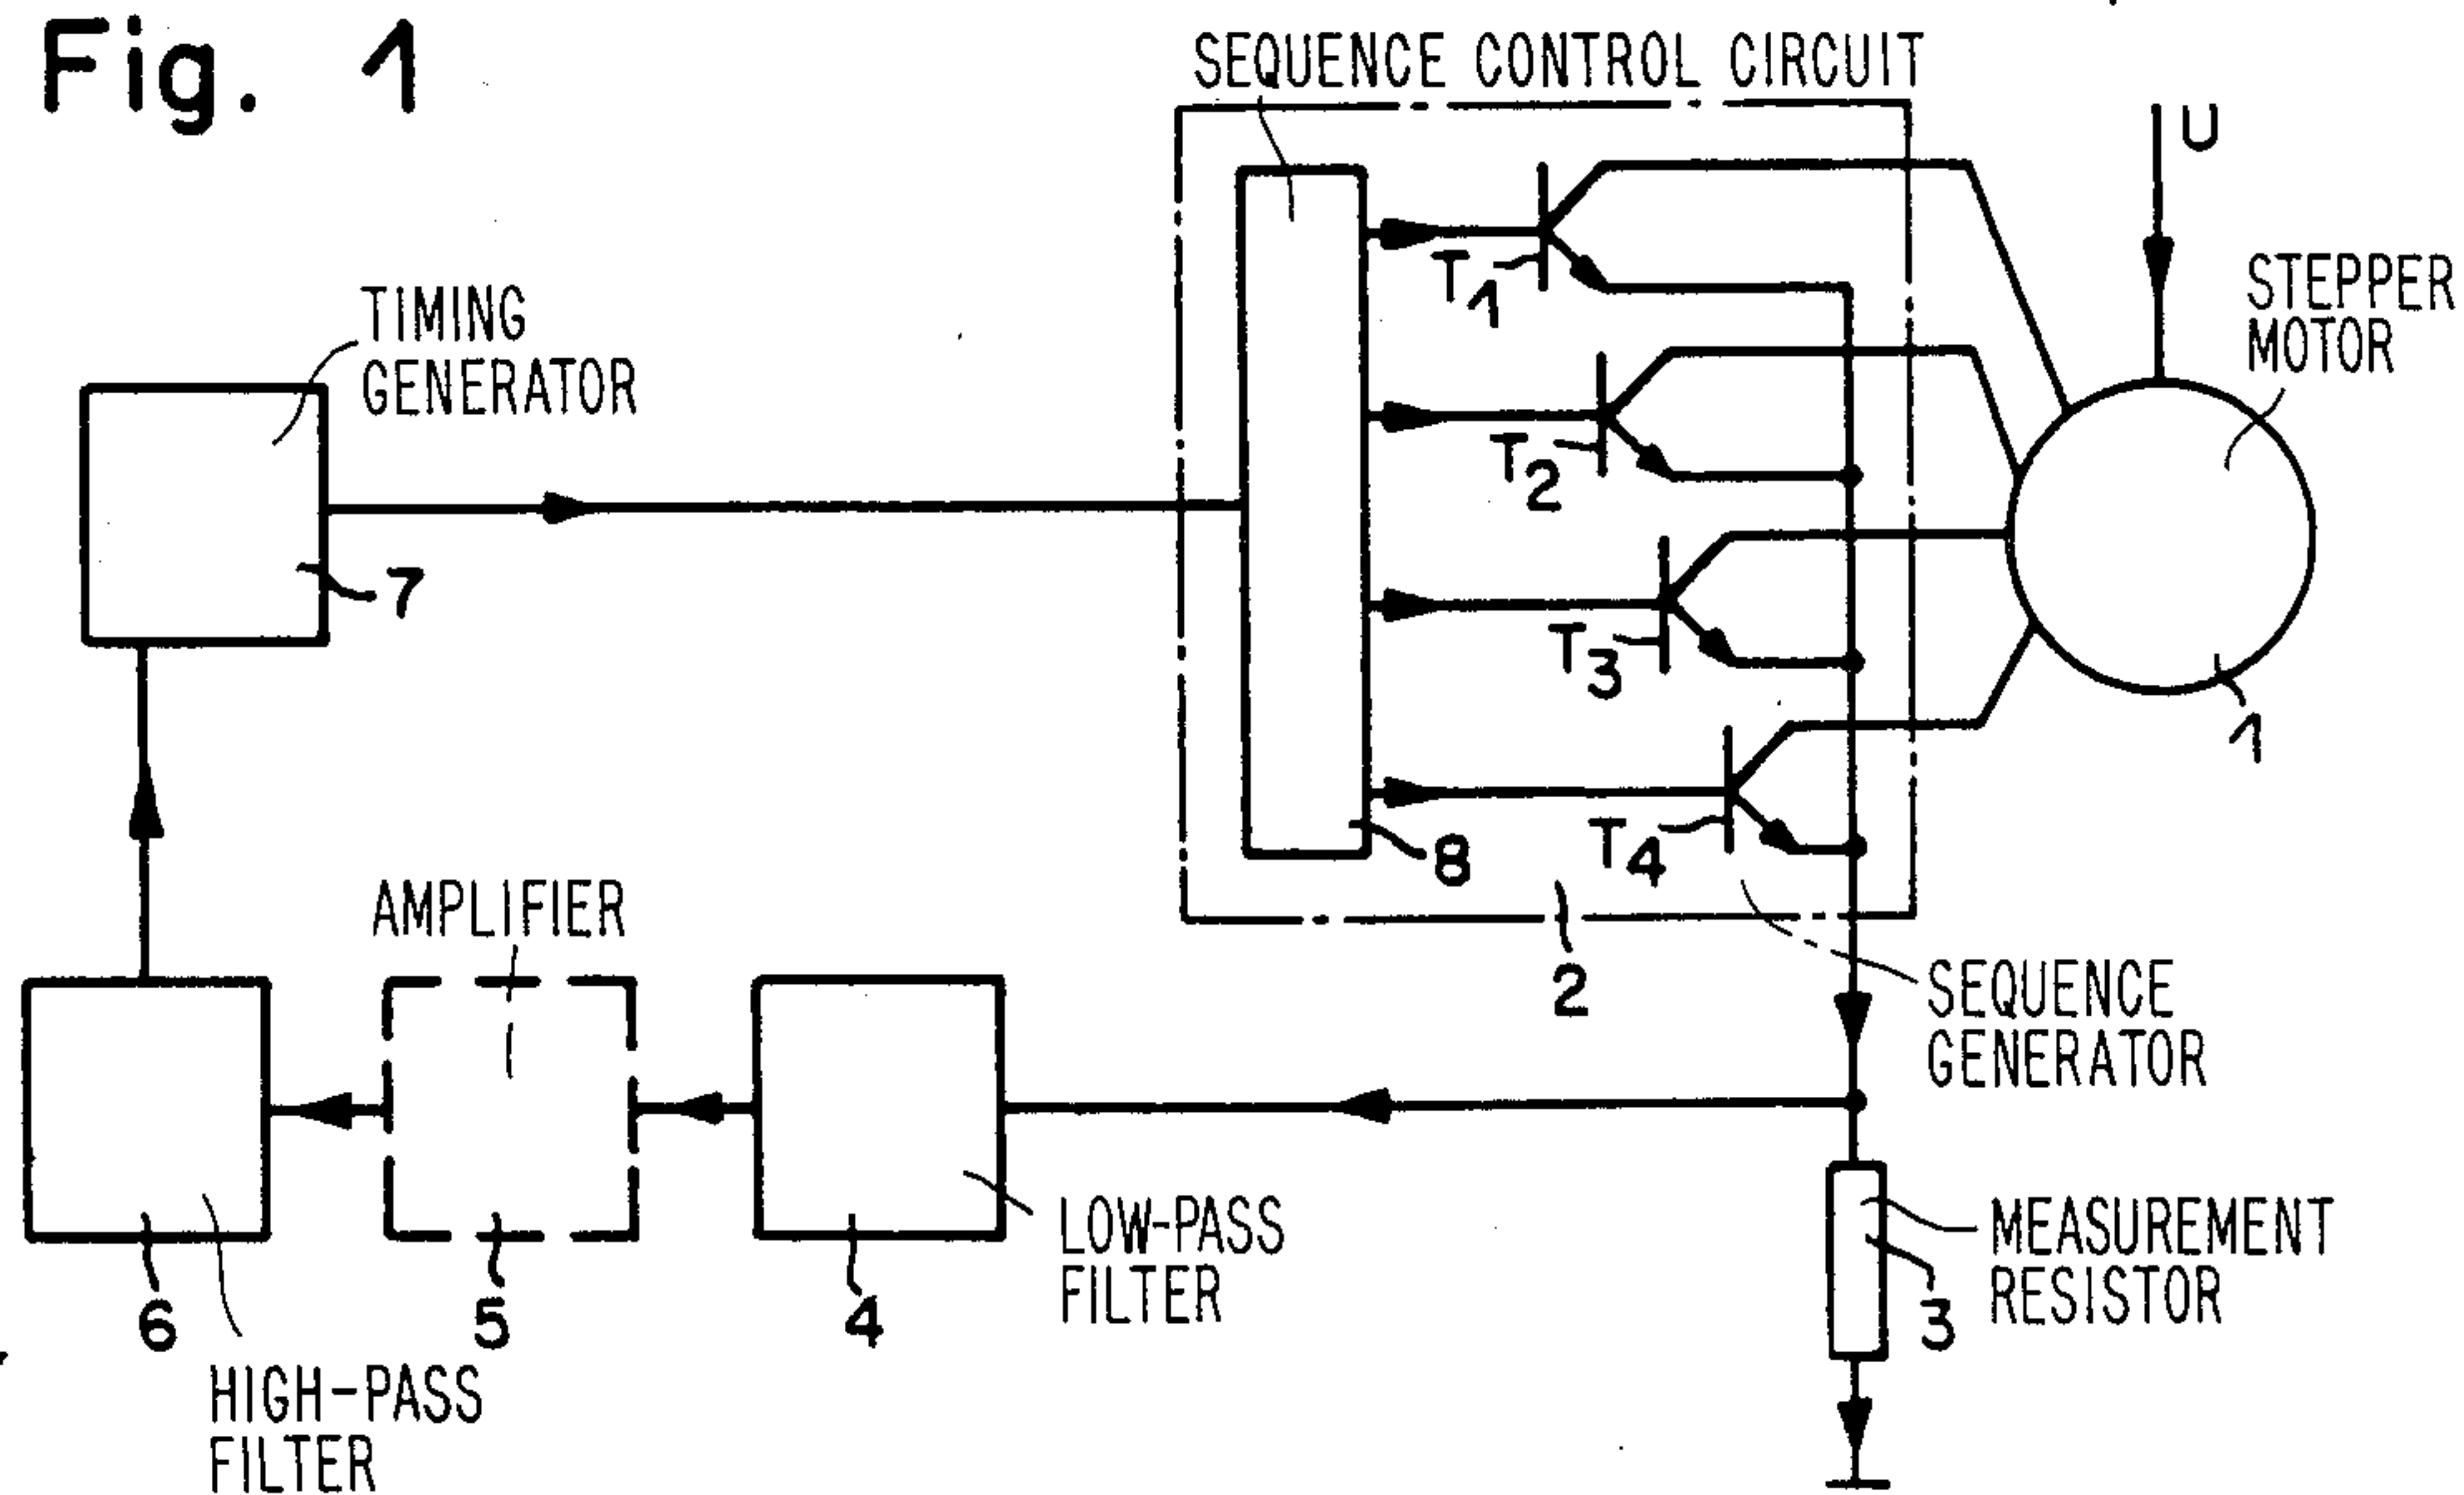 Fig. 1
SEQUENCE CONTROL CIRCUIT
U
STEPPER
MOTOR
TIMING
GENERATOR
T1
T2
T3
T4
7
8
1
2
AMPLIFIER
SEQUENCE
GENERATOR
LOW-PASS
FILTER
MEASUREMENT
RESISTOR
6
5
4
3
HIGH-PASS
FILTER